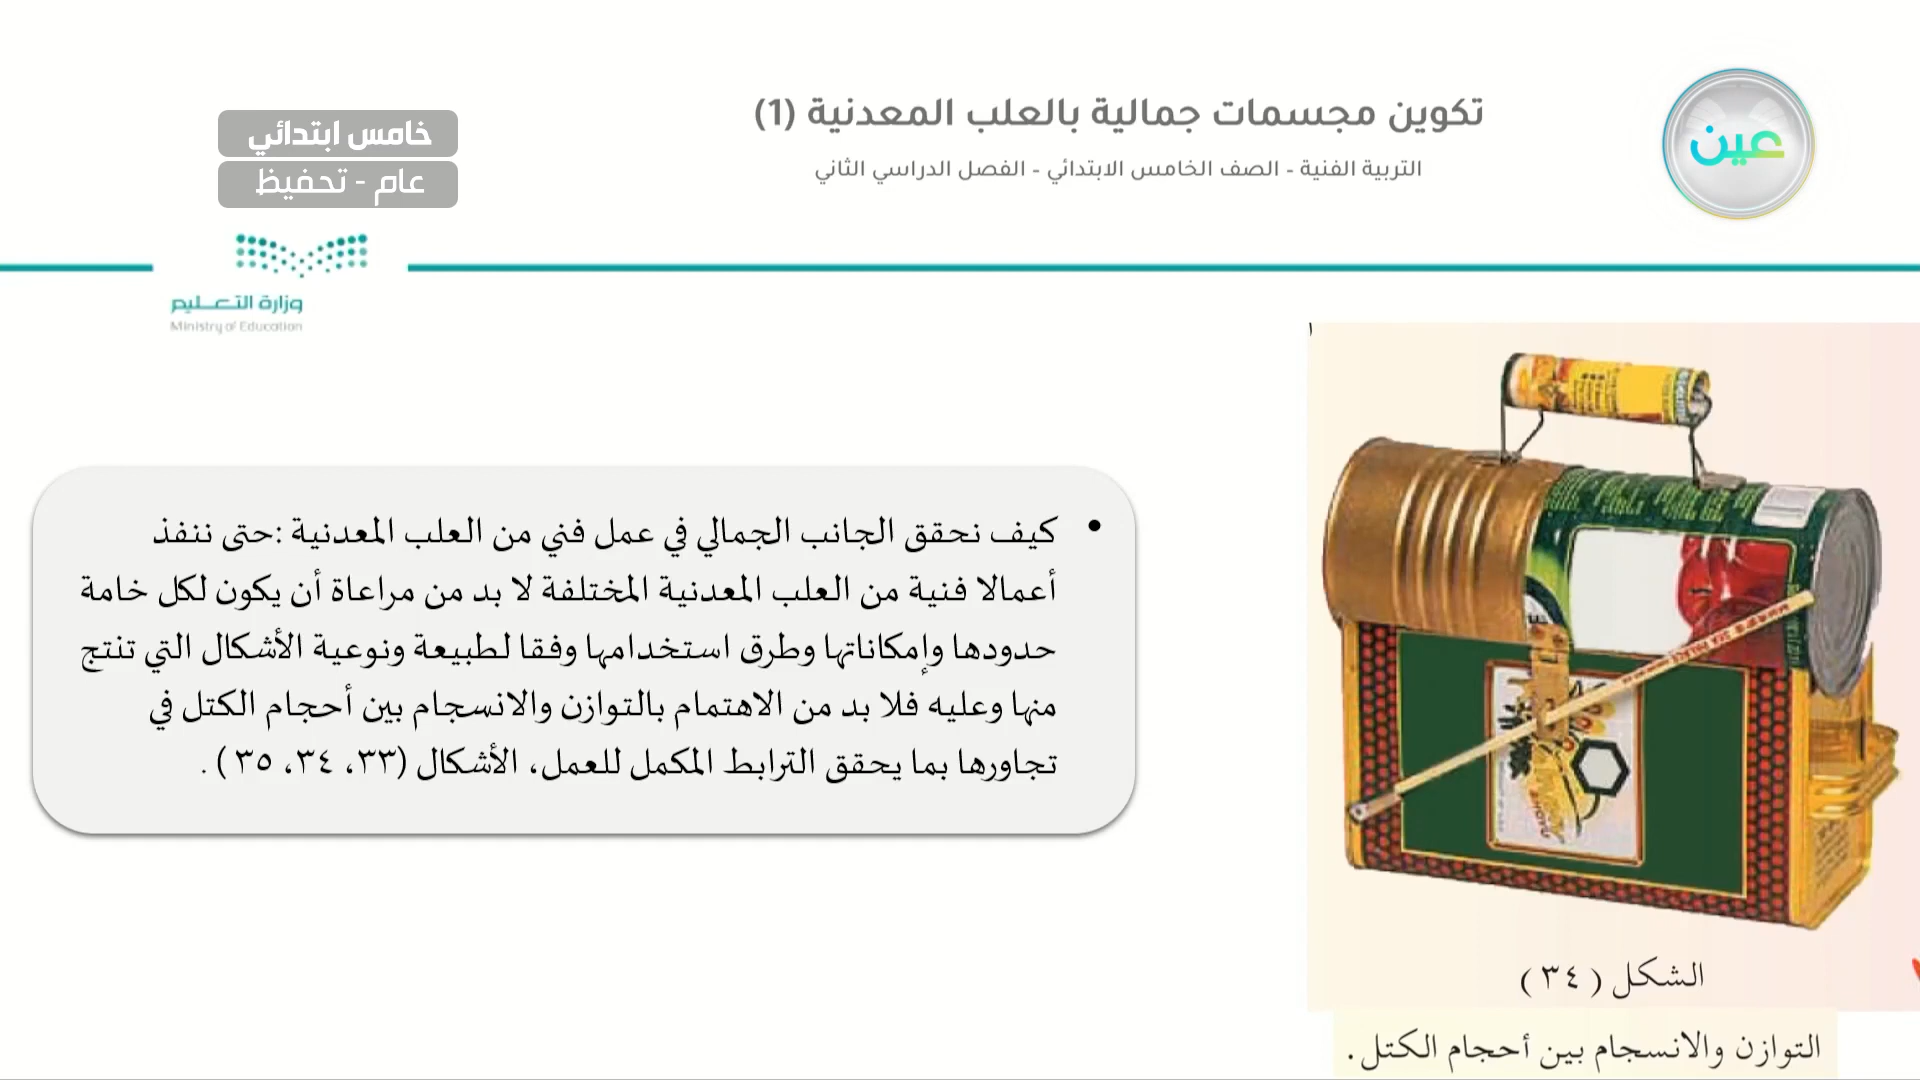 تكوين مجسمات جمالية بالعلب المعدنية (1)
التربية الفنية - الصف الخامس الابتدائي - الفصل الدراسي الثاني
عين
خامس ابتدائي
عام - تحفيظ
وزارة التعليم
Ministry of Education
• كيف نحقق الجانب الجمالي في عمل فني من العلب المعدنية :حتى ننفذ
أعمالا فنية من العلب المعدنية المختلفة لا بد من مراعاة أن يكون لكل خامة
حدودها وإمكاناتها وطرق استخدامها وفقا لطبيعة ونوعية الأشكال التي تنتج
منها وعليه فلا بد من الاهتمام بالتوازن والانسجام بين أحجام الكتل في
تجاورها بما يحقق الترابط المكمل للعمل، الأشكال (٣٣، ٣٤، ٣٥ ) .
الشكل ( ٣٤ )
التوازن والانسجام بين أحجام الكتل .